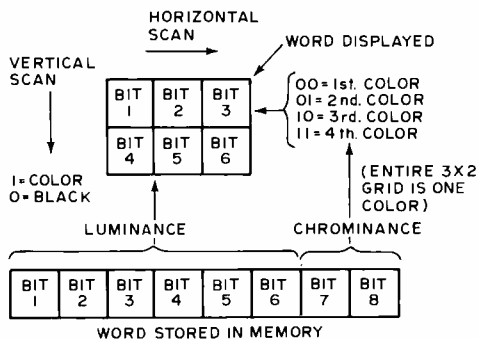 HORIZONTAL
SCAN
WORD DISPLAYED
VERTICAL
SCAN
BIT 1 BIT 2 BIT 3
BIT 4 BIT 5 BIT 6
00=1st. COLOR
01=2nd. COLOR
10=3rd. COLOR
11=4th. COLOR
1=COLOR
0=BLACK
(ENTIRE 3X2
GRID IS ONE
COLOR)
LUMINANCE
CHROMINANCE
BIT 1 BIT 2 BIT 3 BIT 4 BIT 5 BIT 6 BIT 7 BIT 8
WORD STORED IN MEMORY